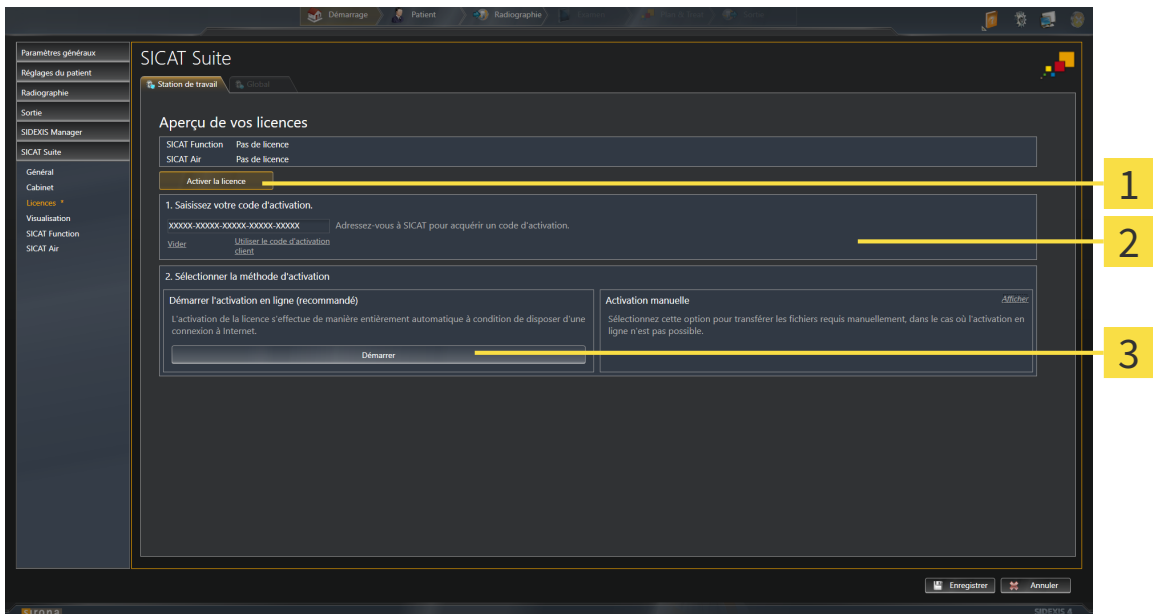 Démarrage Patient Radiographie
Paramètres généraux
Réglages du patient
Radiographie
Sortie
SIDEXIS Manager
SICAT Suite
Général
Cabinet
Licences *
Visualisation
SICAT Function
SICAT Air
SICAT Suite
Station de travail Global
Aperçu de vos licences
SICAT Function Pas de licence
SICAT Air Pas de licence
Activer la licence
1. Saisissez votre code d'activation.
XXXXX-XXXXX-XXXXX-XXXXX-XXXXX Adressez-vous à SICAT pour acquérir un code d'activation.
Vider Utiliser le code d'activation
client
2. Sélectionner la méthode d'activation
Démarrer l'activation en ligne (recommandé)
L'activation de la licence s'effectue de manière entièrement automatique à condition de disposer d'une
connexion à Internet.
Démarrer
Activation manuelle Afficher
Sélectionnez cette option pour transférer les fichiers requis manuellement, dans le cas où l'activation en
ligne n'est pas possible.
1
2
3
Enregistrer Annuler
sirona SIDEXIS 4